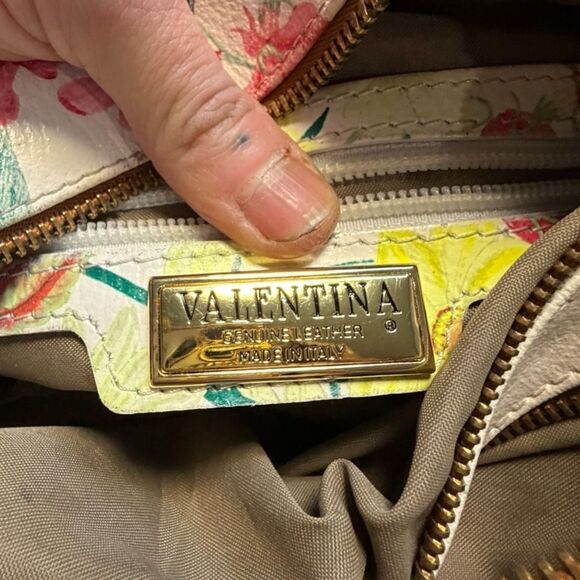 VALENTINA
®
GENUINE LEATHER
MADE IN ITALY